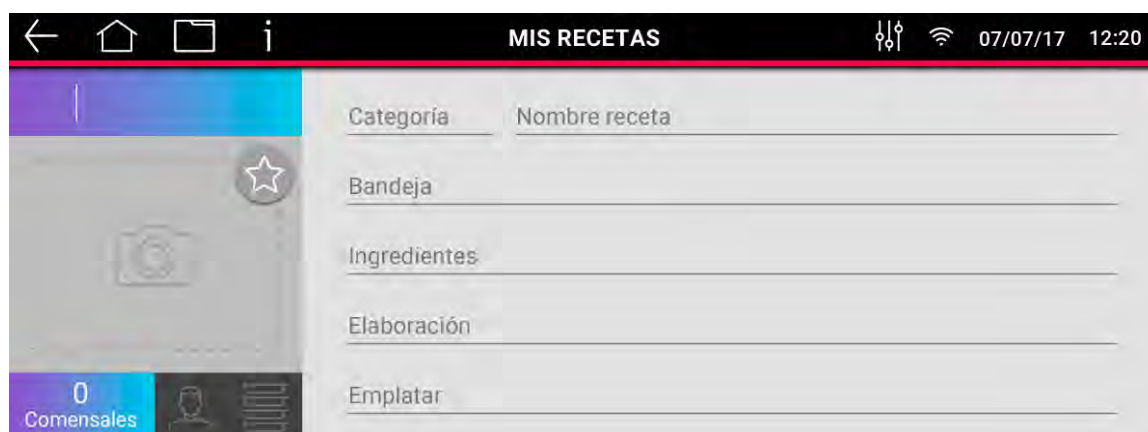 MIS RECETAS 07/07/17 12:20
Categoría Nombre receta
Bandeja
Ingredientes
Elaboración
Emplatar
0
Comensales